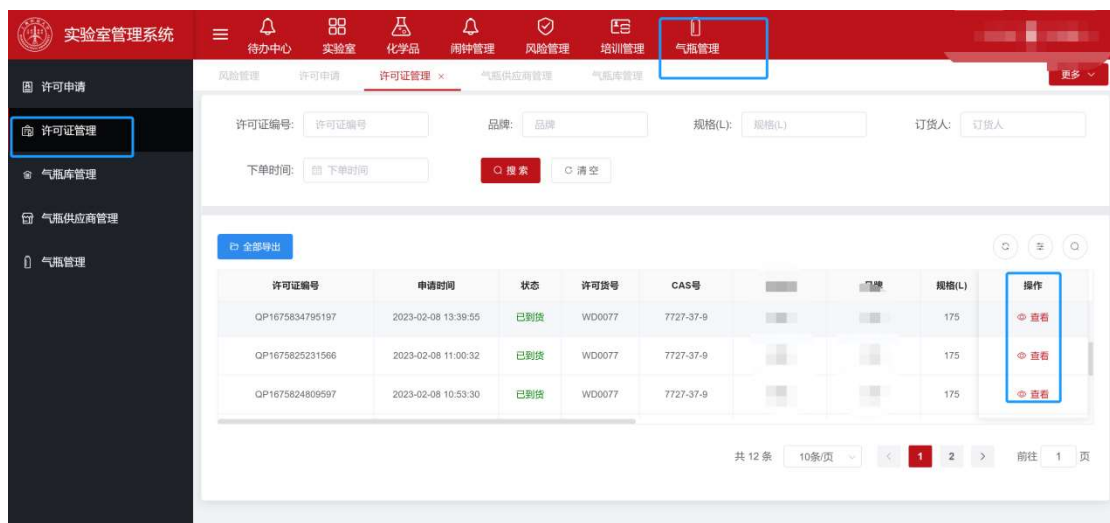 实验室管理系统
待办中心 实验室 化学品 闹钟管理 风险管理 培训管理 气瓶管理
风险管理 许可申请 许可证管理 × 气瓶供应商管理 气瓶库管理 更多
许可申请
许可证管理
气瓶库管理
气瓶供应商管理
气瓶管理
许可证编号: 许可证编号 品牌: 品牌 规格(L): 规格(L) 订货人: 订货人
下单时间: 下单时间 搜索 清空
全部导出
许可证编号 申请时间 状态 许可货号 CAS号 品牌 规格(L) 操作
QP1675834795197 2023-02-08 13:39:55 已到货 WD0077 7727-37-9 175 查看
QP1675825231566 2023-02-08 11:00:32 已到货 WD0077 7727-37-9 175 查看
QP1675824809597 2023-02-08 10:53:30 已到货 WD0077 7727-37-9 175 查看
共 12 条 10条/页 < 1 2 > 前往 1 页